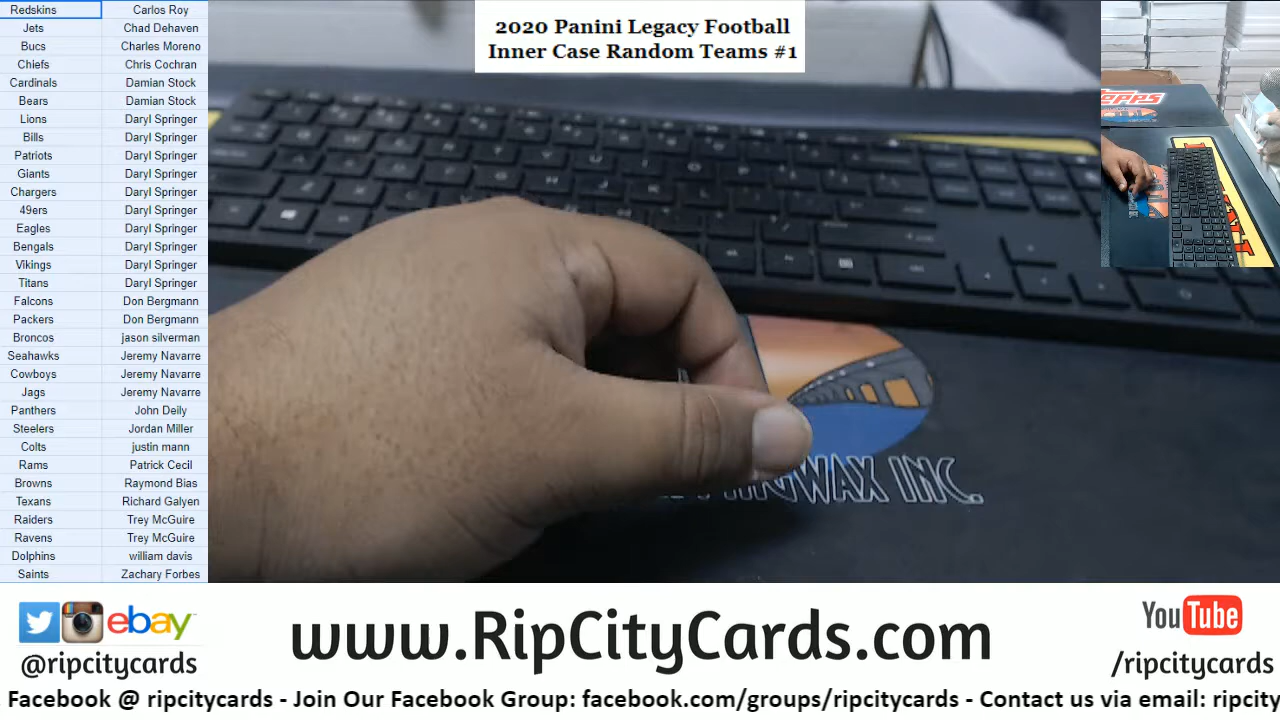 2020 Panini Legacy Football
Inner Case Random Teams #1
Redskins Carlos Roy
Jets Chad Dehaven
Bucs Charles Moreno
Chiefs Chris Cochran
Cardinals Damian Stock
Bears Damian Stock
Lions Daryl Springer
Bills Daryl Springer
Patriots Daryl Springer
Giants Daryl Springer
Chargers Daryl Springer
49ers Daryl Springer
Eagles Daryl Springer
Bengals Daryl Springer
Vikings Daryl Springer
Titans Daryl Springer
Falcons Don Bergmann
Packers Don Bergmann
Broncos jason silverman
Seahawks Jeremy Navarre
Cowboys Jeremy Navarre
Jags Jeremy Navarre
Panthers John Deily
Steelers Jordan Miller
Colts justin mann
Rams Patrick Cecil
Browns Raymond Bias
Texans Richard Galyen
Raiders Trey McGuire
Ravens Trey McGuire
Dolphins william davis
Saints Zachary Forbes
WAX INC.
ebay
@ripcitycards
www.RipCityCards.com
YouTube
/ripcitycards
Facebook @ ripcitycards - Join Our Facebook Group: facebook.com/groups/ripcitycards - Contact us via email: ripcity